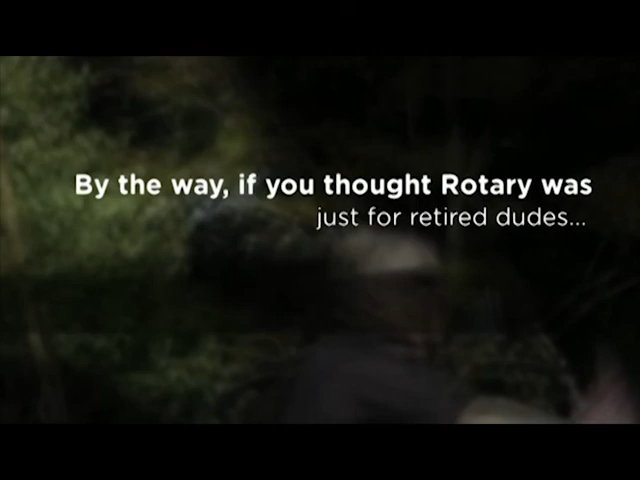 By the way, if you thought Rotary was
just for retired dudes...